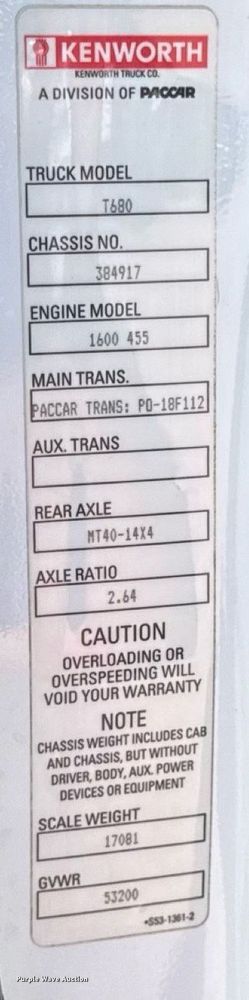 KENWORTH
KENWORTH TRUCK CO.
A DIVISION OF PACCAR
TRUCK MODEL
T680
CHASSIS NO.
384917
ENGINE MODEL
1600 455
MAIN TRANS.
PACCAR TRANS: PO-18F112
AUX. TRANS
REAR AXLE
MT40-14X4
AXLE RATIO
2.64
CAUTION
OVERLOADING OR
OVERSPEEDING WILL
VOID YOUR WARRANTY
NOTE
CHASSIS WEIGHT INCLUDES CAB
AND CHASSIS, BUT WITHOUT
DRIVER, BODY, AUX. POWER
DEVICES OR EQUIPMENT
SCALE WEIGHT
17081
GVWR
53200
•S53-1361-2
Purple Wave Auction